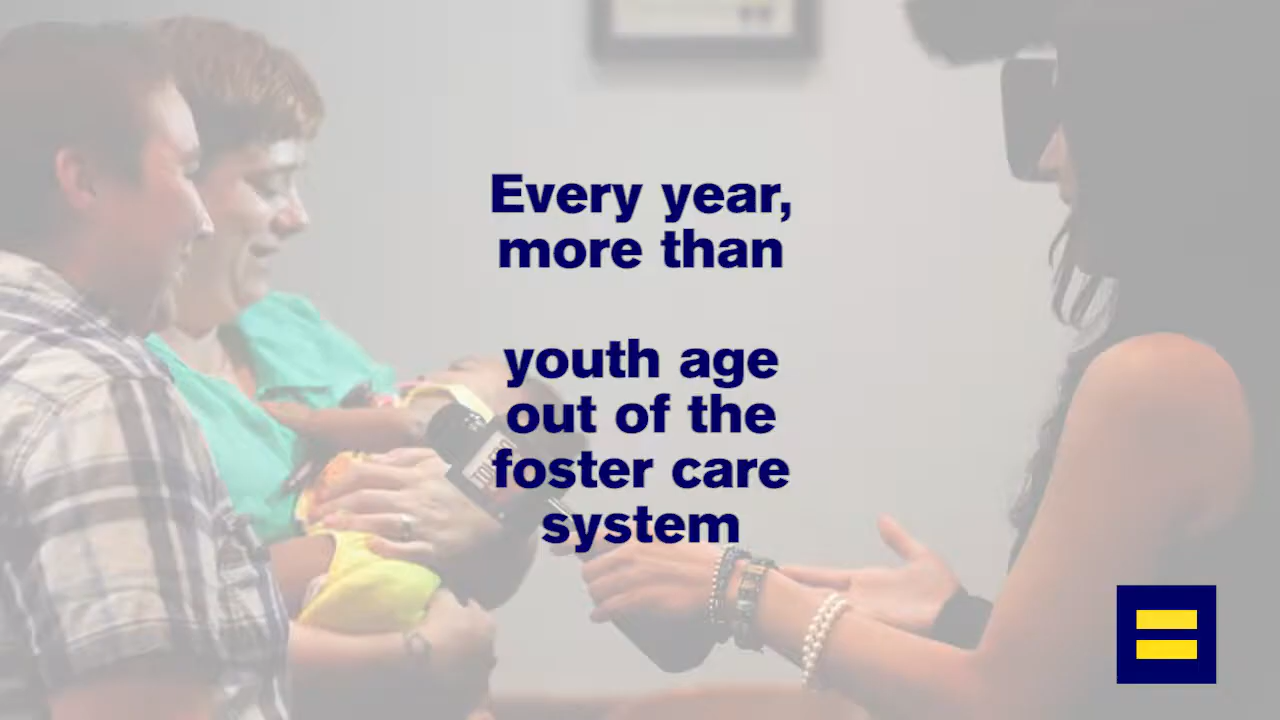 Every year,
more than
youth age
out of the
foster care
system